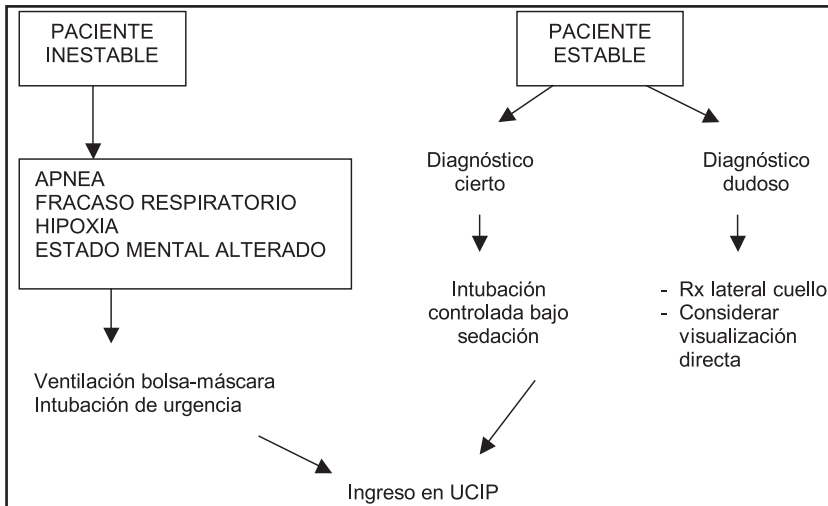 PACIENTE
INESTABLE
APNEA
FRACASO RESPIRATORIO
HIPOXIA
ESTADO MENTAL ALTERADO
Ventilación bolsa-máscara
Intubación de urgencia
PACIENTE
ESTABLE
Diagnóstico
cierto
Intubación
controlada bajo
sedación
Diagnóstico
dudoso
- Rx lateral cuello
- Considerar
visualización
directa
Ingreso en UCIP